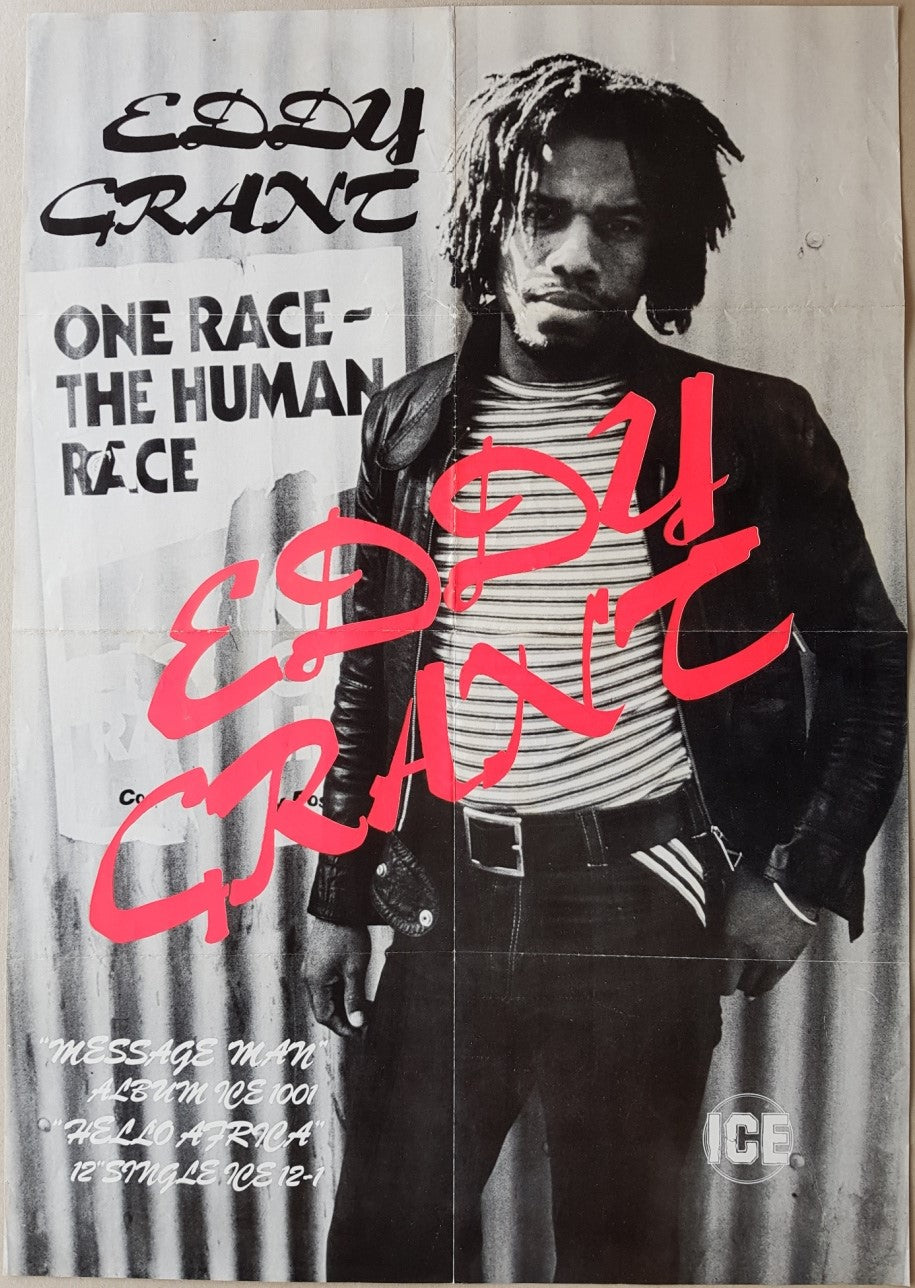 EDDY
GRANT
ONE RACE ~
THE HUMAN
RACE
EDDY
GRANT
Co
"MESSAGE MAN"
ALBUM ICE 1001
"HELLO AFRICA"
12" SINGLE ICE 12-1
ICE